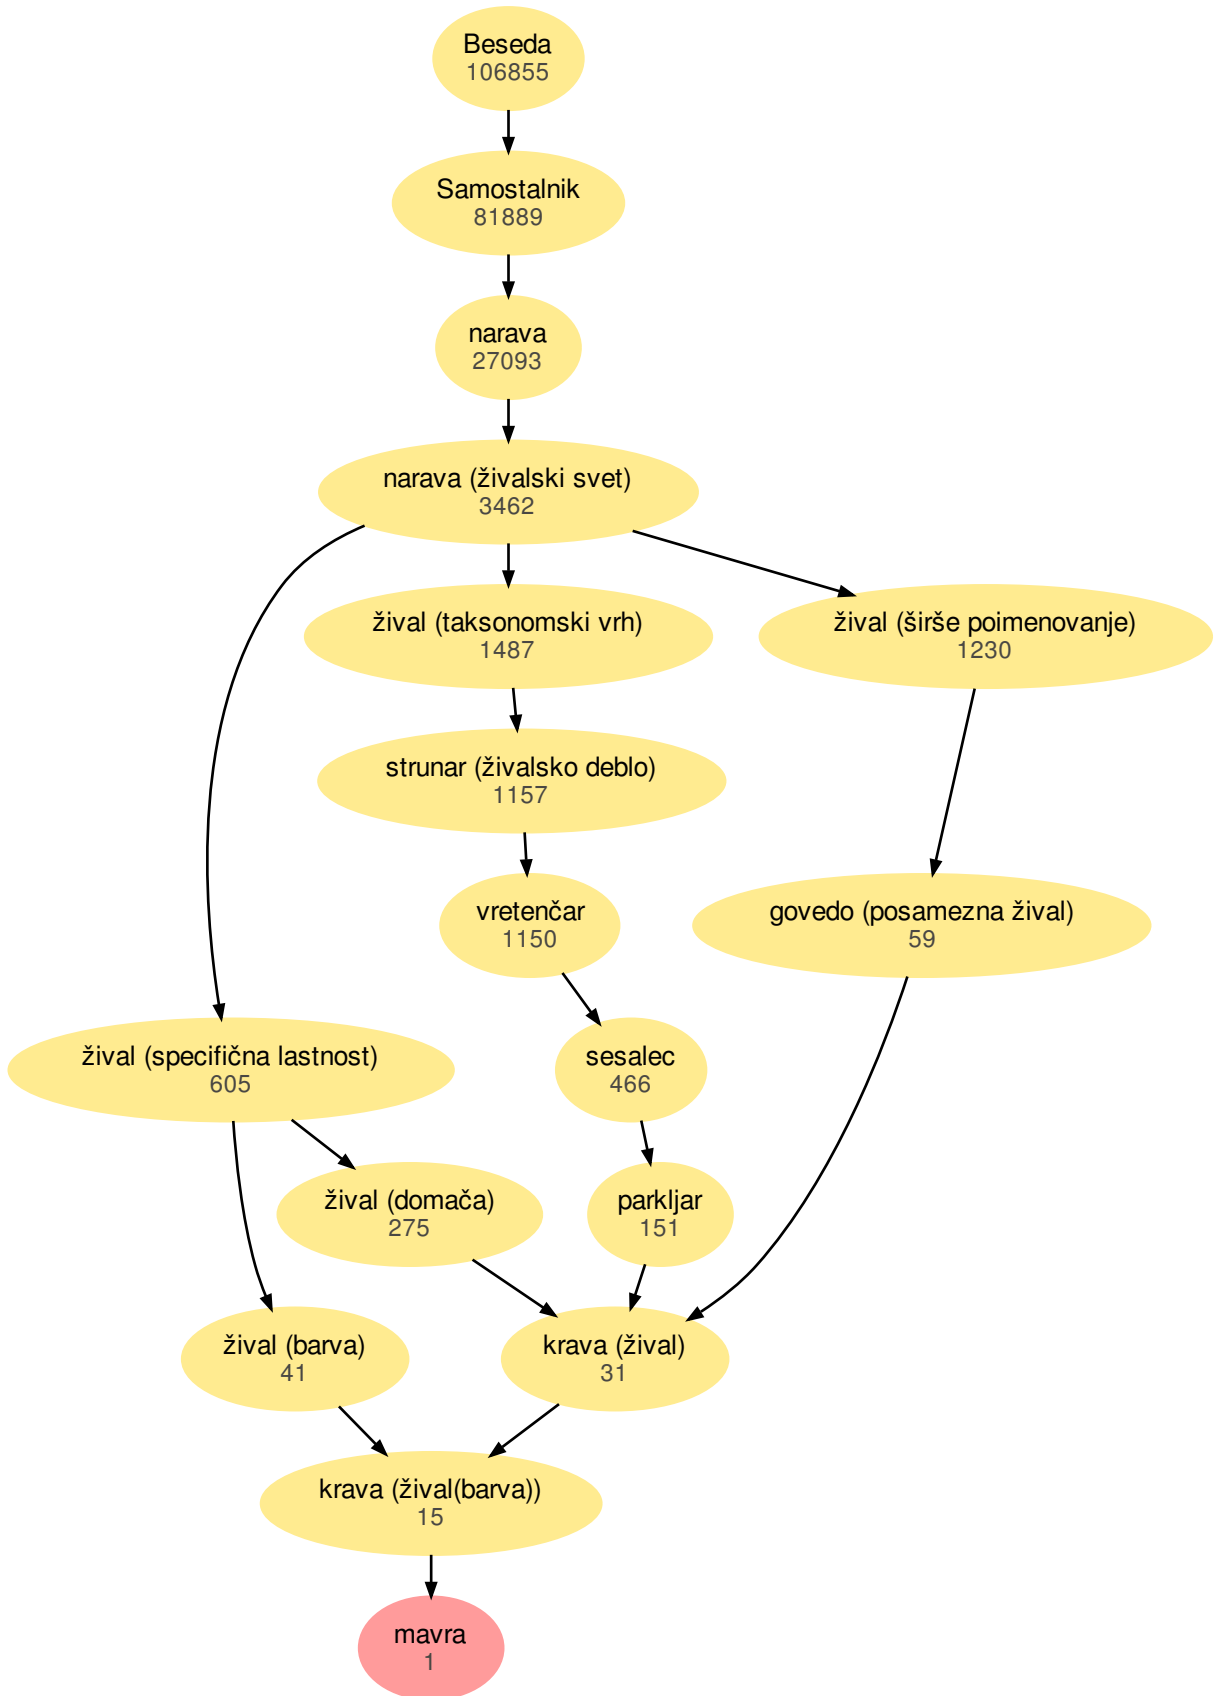 Beseda
106855
Samostalnik
81889
narava
27093
narava (živalski svet)
3462
žival (taksonomski vrh)
1487
žival (širše poimenovanje)
1230
strunar (živalsko deblo)
1157
vretenčar
1150
govedo (posamezna žival)
59
žival (specifična lastnost)
605
sesalec
466
žival (domača)
275
parkljar
151
žival (barva)
41
krava (žival)
31
krava (žival(barva))
15
mavra
1